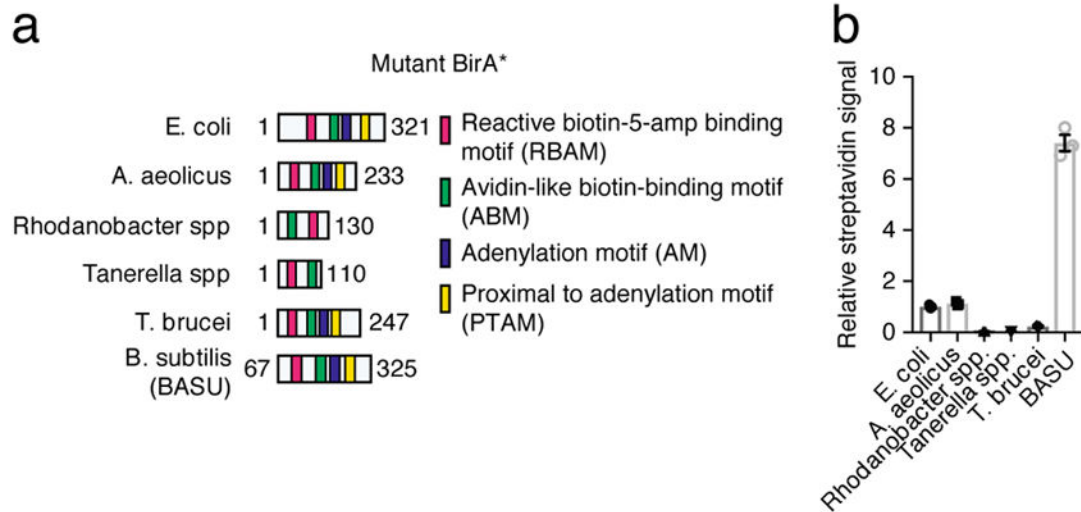 a
Mutant BirA*
E. coli 1 321
A. aeolicus 1 233
Rhodanobacter spp 1 130
Tanerella spp 1 110
T. brucei 1 247
B. subtilis
(BASU) 67 325
Reactive biotin-5-amp binding
motif (RBAM)
Avidin-like biotin-binding motif
(ABM)
Adenylation motif (AM)
Proximal to adenylation motif
(PTAM)
b
Relative streptavidin signal
10
8
6
4
2
0
E. coli
A. aeolicus
Rhodanobacter spp.
Tanerella spp.
T. brucei
BASU